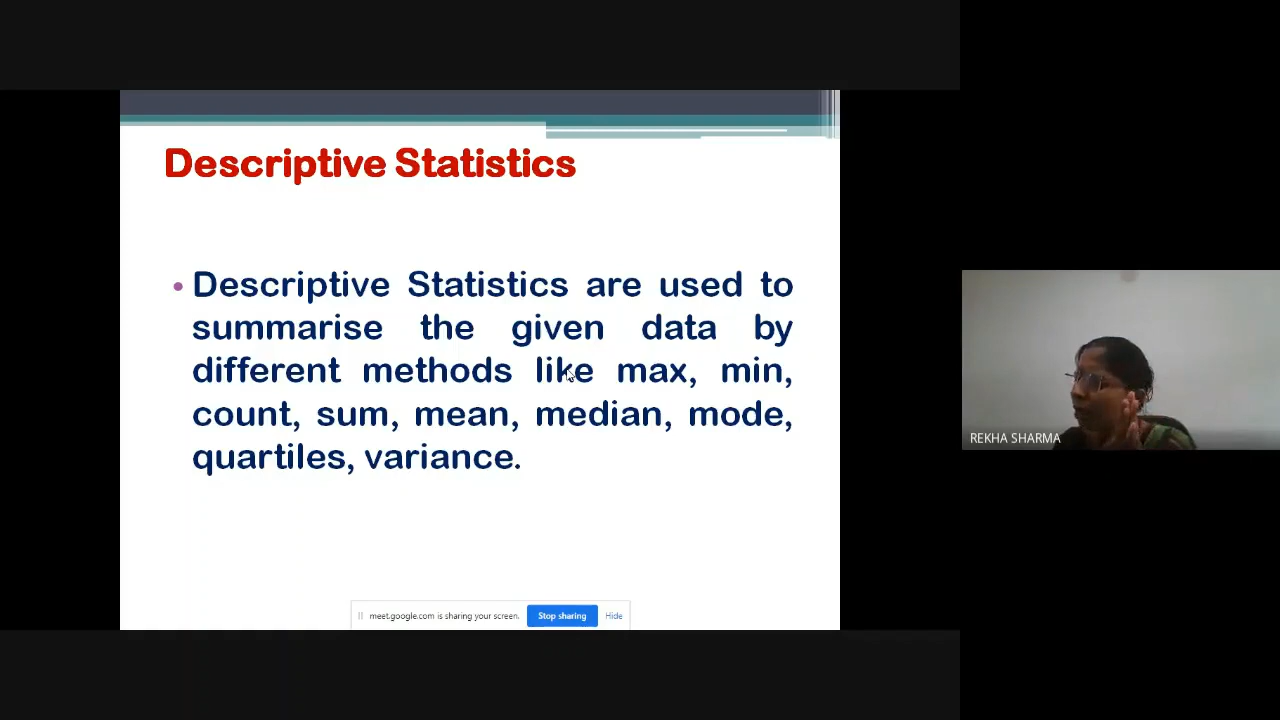 Descriptive Statistics
• Descriptive Statistics are used to
summarise the given data by
different methods like max, min,
count, sum, mean, median, mode,
quartiles, variance.
REKHA SHARMA
meet.google.com is sharing your screen. Stop sharing Hide